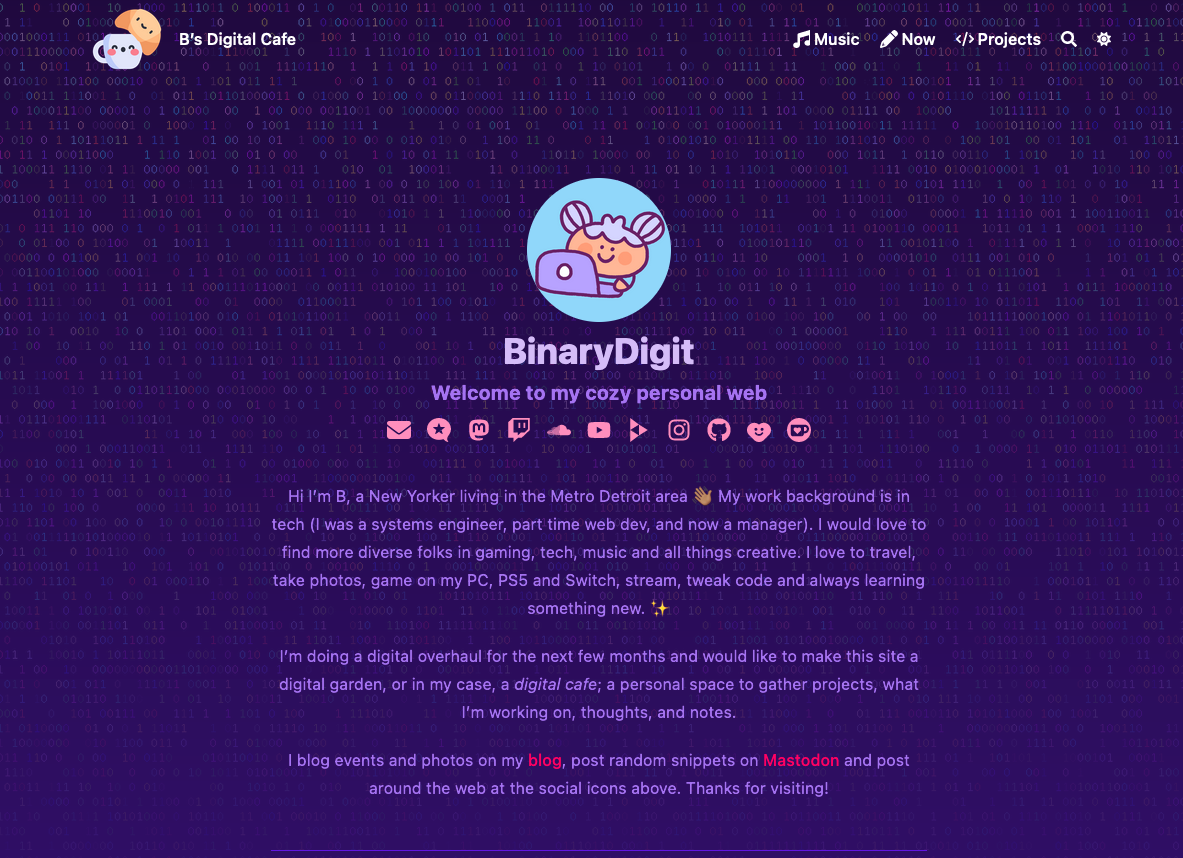 B's Digital Cafe
Music
Now
Projects
BinaryDigit
Welcome to my cozy personal web
Hi I'm B, a New Yorker living in the Metro Detroit area 👋🏽 My work background is in
tech (I was a systems engineer, part time web dev, and now a manager). I would love to
find more diverse folks in gaming, tech, music and all things creative. I love to travel,
take photos, game on my PC, PS5 and Switch, stream, tweak code and always learning
something new. ✨
I'm doing a digital overhaul for the next few months and would like to make this site a
digital garden, or in my case, a digital cafe; a personal space to gather projects, what
I'm working on, thoughts, and notes.
I blog events and photos on my blog, post random snippets on Mastodon and post
around the web at the social icons above. Thanks for visiting!